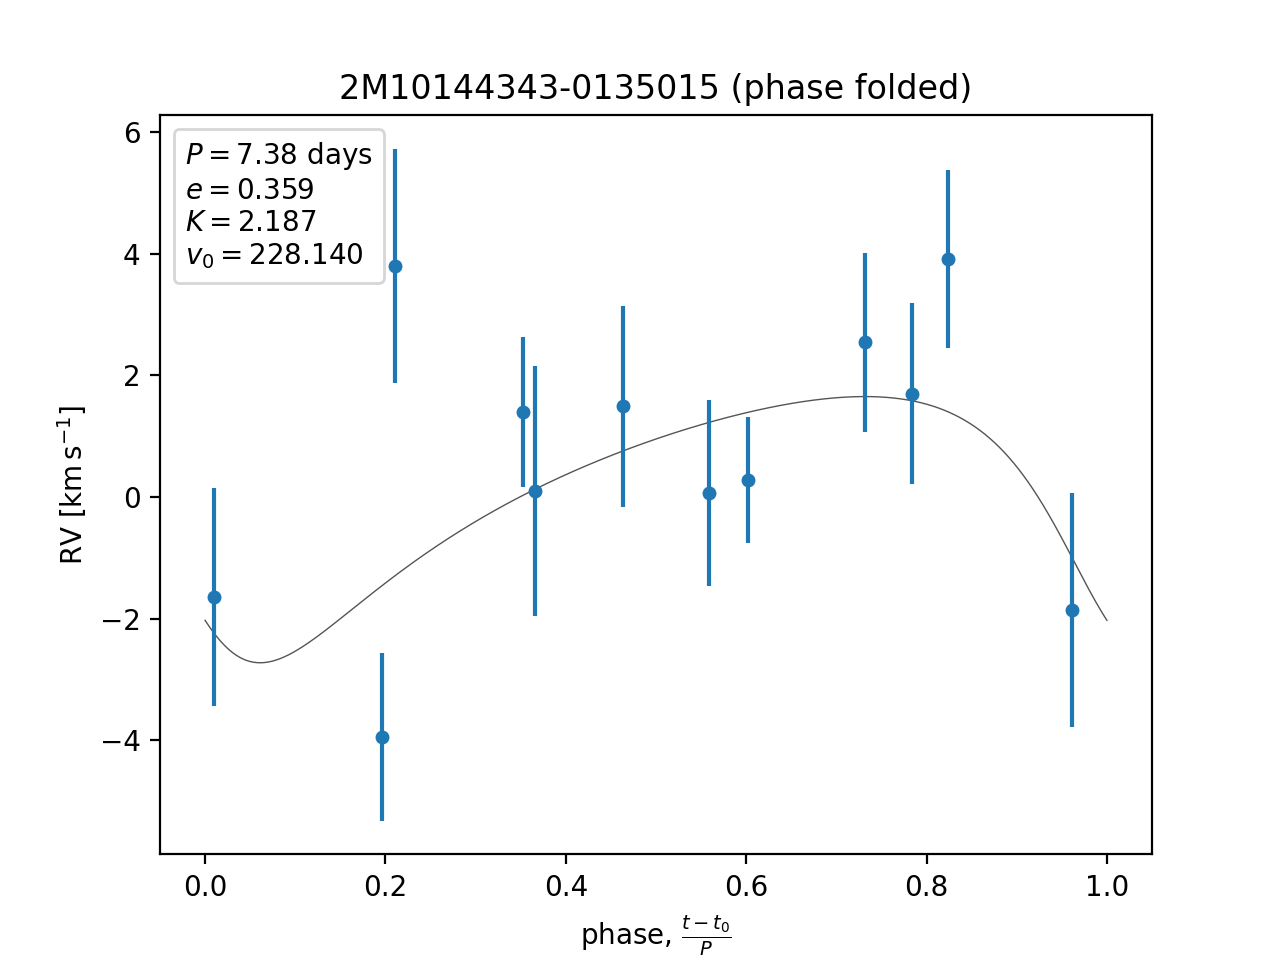 2M10144343-0135015 (phase folded)
P = 7.38 days
e = 0.359
K = 2.187
v₀ = 228.140
6
4
2
0
−2
−4
RV [km s⁻¹]
0.0 0.2 0.4 0.6 0.8 1.0
phase, (t − t₀)/P